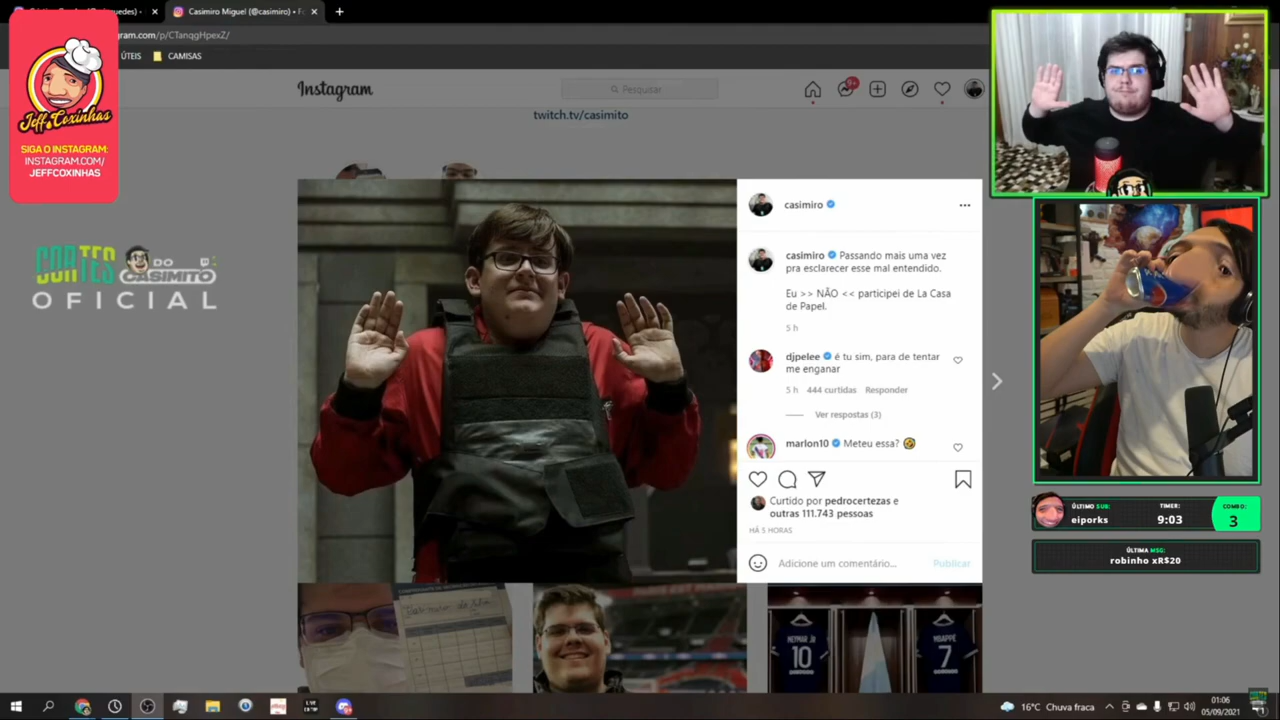 Casimiro Miguel (@casimiro) • Fo
gram.com/p/CTanqgHpexZ/
ÚTEIS
CAMISAS
Jeff.Coxinhas
SIGA O INSTAGRAM:
INSTAGRAM.COM/
JEFFCOXINHAS
Instagram
Pesquisar
9+
twitch.tv/casimito
CORTES DO CASIMITO
OFICIAL
casimiro
casimiro Passando mais uma vez
pra esclarecer esse mal entendido.
Eu >> NÃO << participei de La Casa
de Papel.
5 h
djpelee é tu sim, para de tentar
me enganar
5 h 444 curtidas Responder
Ver respostas (3)
marlon10 Meteu essa? 🤣
Curtido por pedrocertezas e
outras 111.743 pessoas
HÁ 5 HORAS
Adicione um comentário...
Publicar
ÚLTIMO SUB:
eiporks
TIMER:
9:03
COMBO:
3
ÚLTIMA MSG:
robinho xR$20
NEYMAR JR
10
MBAPPÉ
7
16°C Chuva fraca
01:06
05/09/2021